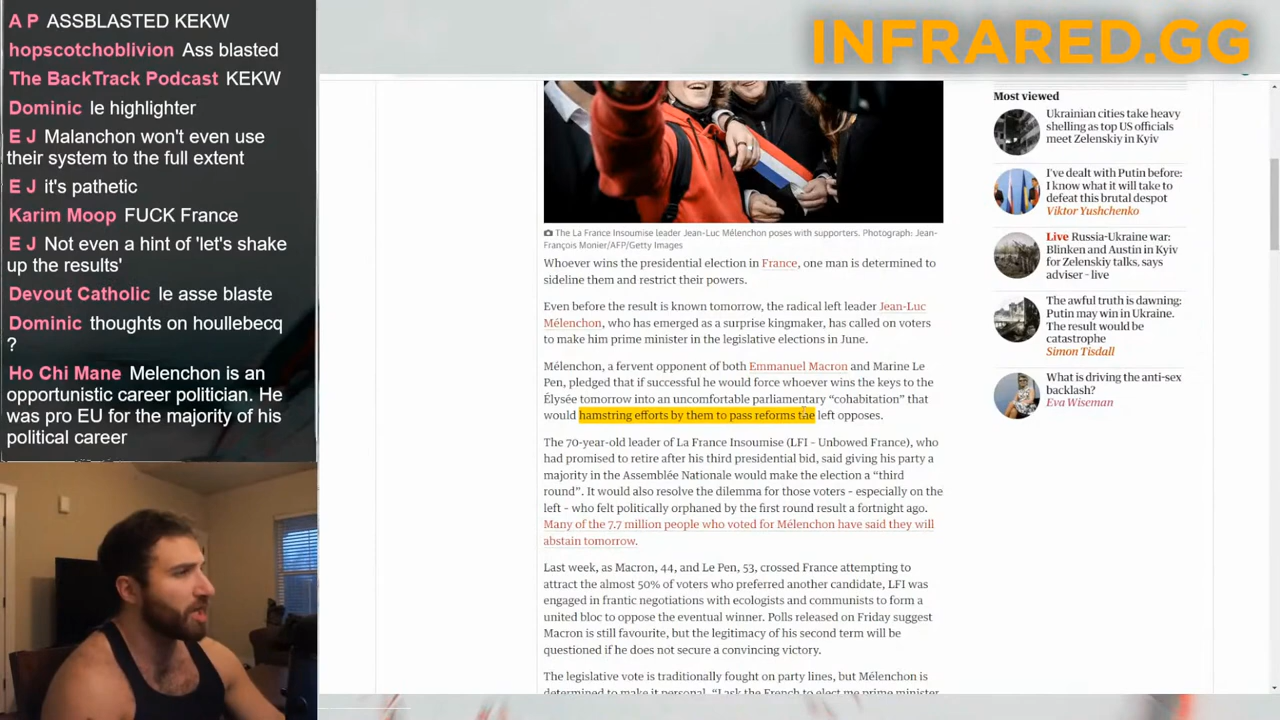 A P ASSBLASTED KEKW
hopscotchoblivion Ass blasted
The BackTrack Podcast KEKW
Dominic le highlighter
E J Malanchon won't even use
their system to the full extent
E J it's pathetic
Karim Moop FUCK France
E J Not even a hint of 'let's shake
up the results'
Devout Catholic le asse blaste
Dominic thoughts on houllebecq
?
Ho Chi Mane Melenchon is an
opportunistic career politician. He
was pro EU for the majority of his
political career
INFRARED.GG
The La France Insoumise leader Jean-Luc Mélenchon poses with supporters. Photograph: Jean-
François Monier/AFP/Getty Images
Whoever wins the presidential election in France, one man is determined to
sideline them and restrict their powers.
Even before the result is known tomorrow, the radical left leader Jean-Luc
Mélenchon, who has emerged as a surprise kingmaker, has called on voters
to make him prime minister in the legislative elections in June.
Mélenchon, a fervent opponent of both Emmanuel Macron and Marine Le
Pen, pledged that if successful he would force whoever wins the keys to the
Élysée tomorrow into an uncomfortable parliamentary “cohabitation” that
would hamstring efforts by them to pass reforms the left opposes.
The 70-year-old leader of La France Insoumise (LFI – Unbowed France), who
had promised to retire after his third presidential bid, said giving his party a
majority in the Assemblée Nationale would make the election a “third
round”. It would also resolve the dilemma for those voters – especially on the
left – who felt politically orphaned by the first round result a fortnight ago.
Many of the 7.7 million people who voted for Mélenchon have said they will
abstain tomorrow.
Last week, as Macron, 44, and Le Pen, 53, crossed France attempting to
attract the almost 50% of voters who preferred another candidate, LFI was
engaged in frantic negotiations with ecologists and communists to form a
united bloc to oppose the eventual winner. Polls released on Friday suggest
Macron is still favourite, but the legitimacy of his second term will be
questioned if he does not secure a convincing victory.
The legislative vote is traditionally fought on party lines, but Mélenchon is
determined to make it personal. “I ask the French to elect me prime minister
Most viewed
Ukrainian cities take heavy
shelling as top US officials
meet Zelenskiy in Kyiv
I've dealt with Putin before:
I know what it will take to
defeat this brutal despot
Viktor Yushchenko
Live Russia-Ukraine war:
Blinken and Austin in Kyiv
for Zelenskiy talks, says
adviser – live
The awful truth is dawning:
Putin may win in Ukraine.
The result would be
catastrophe
Simon Tisdall
What is driving the anti-sex
backlash?
Eva Wiseman